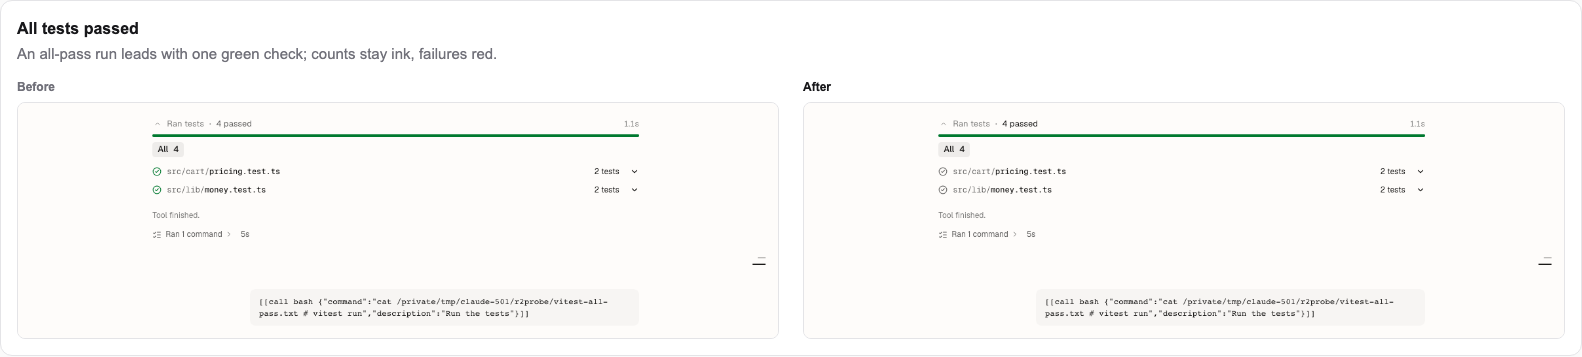 All tests passed
An all-pass run leads with one green check; counts stay ink, failures red.
Before
Ran tests · 4 passed 1.1s
All 4
src/cart/pricing.test.ts 2 tests
src/lib/money.test.ts 2 tests
Tool finished.
Ran 1 command 5s
[[call bash {"command":"cat /private/tmp/claude-501/r2probe/vitest-all-
pass.txt # vitest run","description":"Run the tests"}]]
After
Ran tests · 4 passed 1.1s
All 4
src/cart/pricing.test.ts 2 tests
src/lib/money.test.ts 2 tests
Tool finished.
Ran 1 command 5s
[[call bash {"command":"cat /private/tmp/claude-501/r2probe/vitest-all-
pass.txt # vitest run","description":"Run the tests"}]]